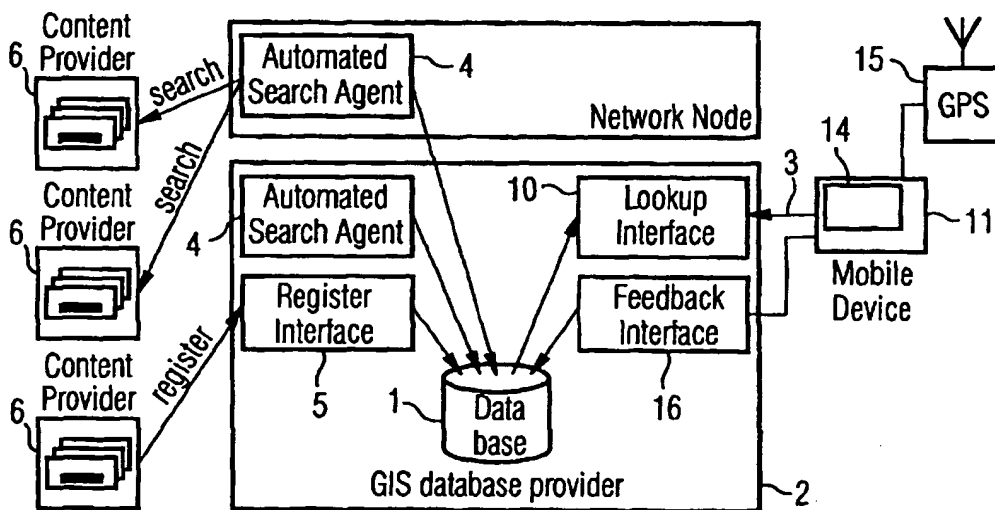 Content
Provider
6
search
Automated
Search Agent
4
Network Node
15
GPS
Content
Provider
6
search
4
Automated
Search Agent
10
Lookup
Interface
3
14
11
Mobile
Device
Register
Interface
5
Feedback
Interface
16
Content
Provider
6
register
1
Data
base
GIS database provider
2